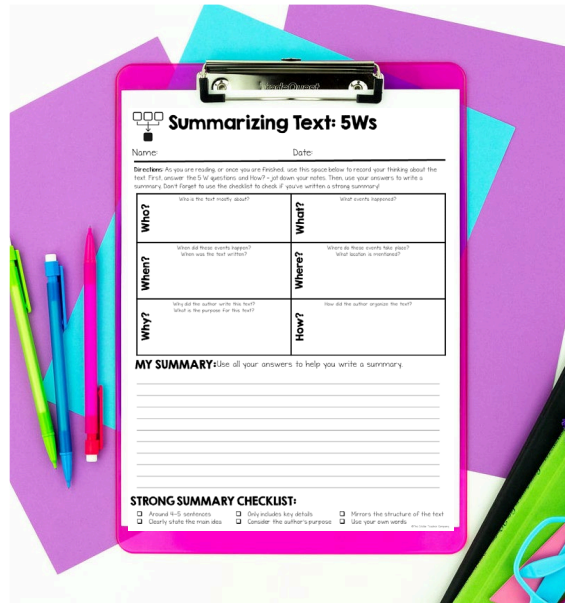 Summarizing Text: 5Ws
Name: Date:
Directions: As you are reading, or once you are finished, use this space below to record your thinking about the
text. First, answer the 5 W questions and How? - jot down your notes. Then, use your answers to write a
summary. Don't forget to use the checklist to check if you've written a strong summary!
Who?
Who is the text mostly about?
What?
What events happened?
When?
When did these events happen?
When was the text written?
Where?
Where do these events take place?
What location is mentioned?
Why?
Why did the author write this text?
What is the purpose for this text?
How?
How did the author organize the text?
MY SUMMARY: Use all your answers to help you write a summary.
STRONG SUMMARY CHECKLIST:
Around 4-5 sentences
Only includes key details
Mirrors the structure of the text
Clearly state the main idea
Consider the author's purpose
Use your own words